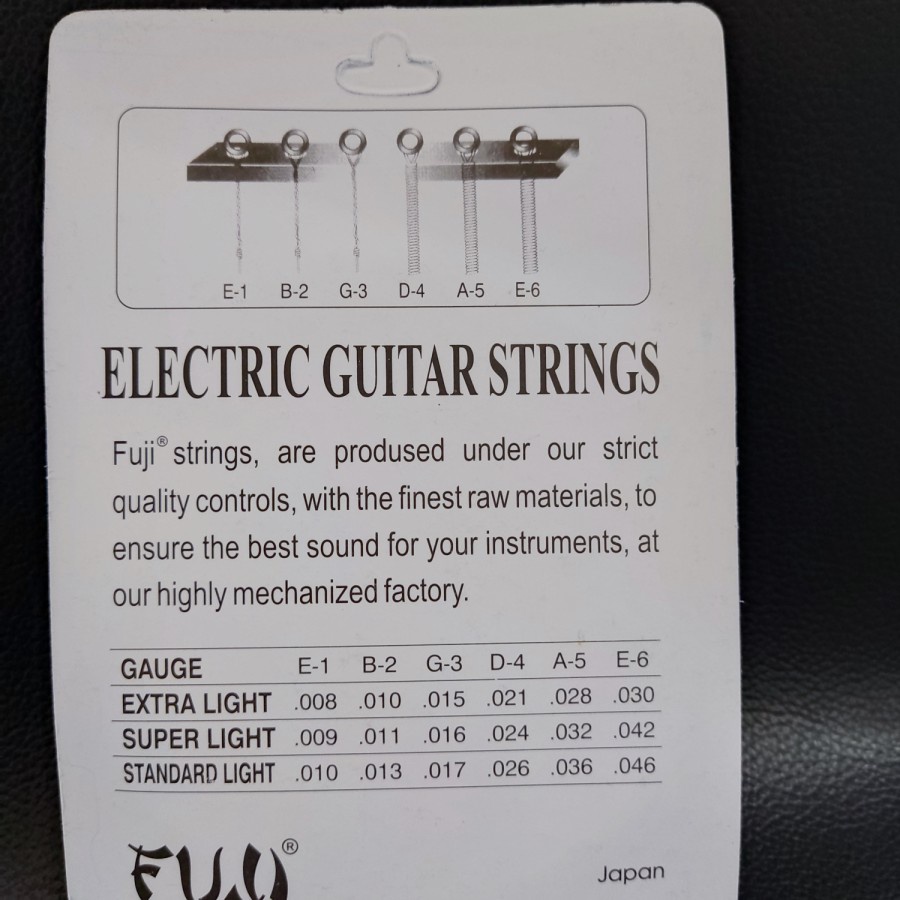 E-1 B-2 G-3 D-4 A-5 E-6
ELECTRIC GUITAR STRINGS
Fuji® strings, are prodused under our strict
quality controls, with the finest raw materials, to
ensure the best sound for your instruments, at
our highly mechanized factory.
GAUGE E-1 B-2 G-3 D-4 A-5 E-6
EXTRA LIGHT .008 .010 .015 .021 .028 .030
SUPER LIGHT .009 .011 .016 .024 .032 .042
STANDARD LIGHT .010 .013 .017 .026 .036 .046
FUJI®
Japan